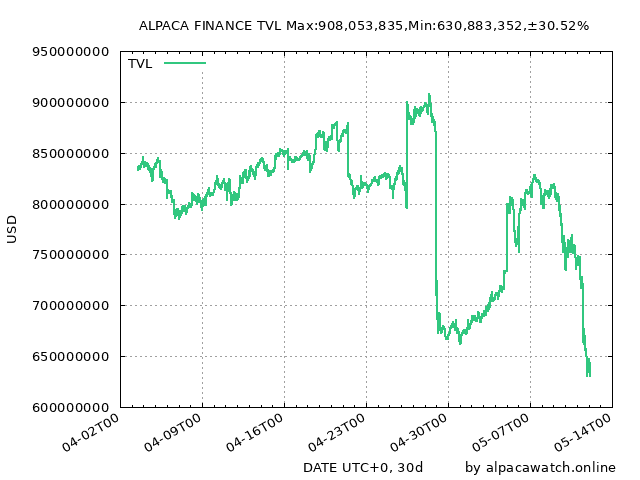 ALPACA FINANCE TVL Max:908,053,835,Min:630,883,352,±30.52%
TVL
950000000
900000000
850000000
800000000
750000000
700000000
650000000
600000000
USD
04-02T00
04-09T00
04-16T00
04-23T00
04-30T00
05-07T00
05-14T00
DATE UTC+0, 30d
by alpacawatch.online